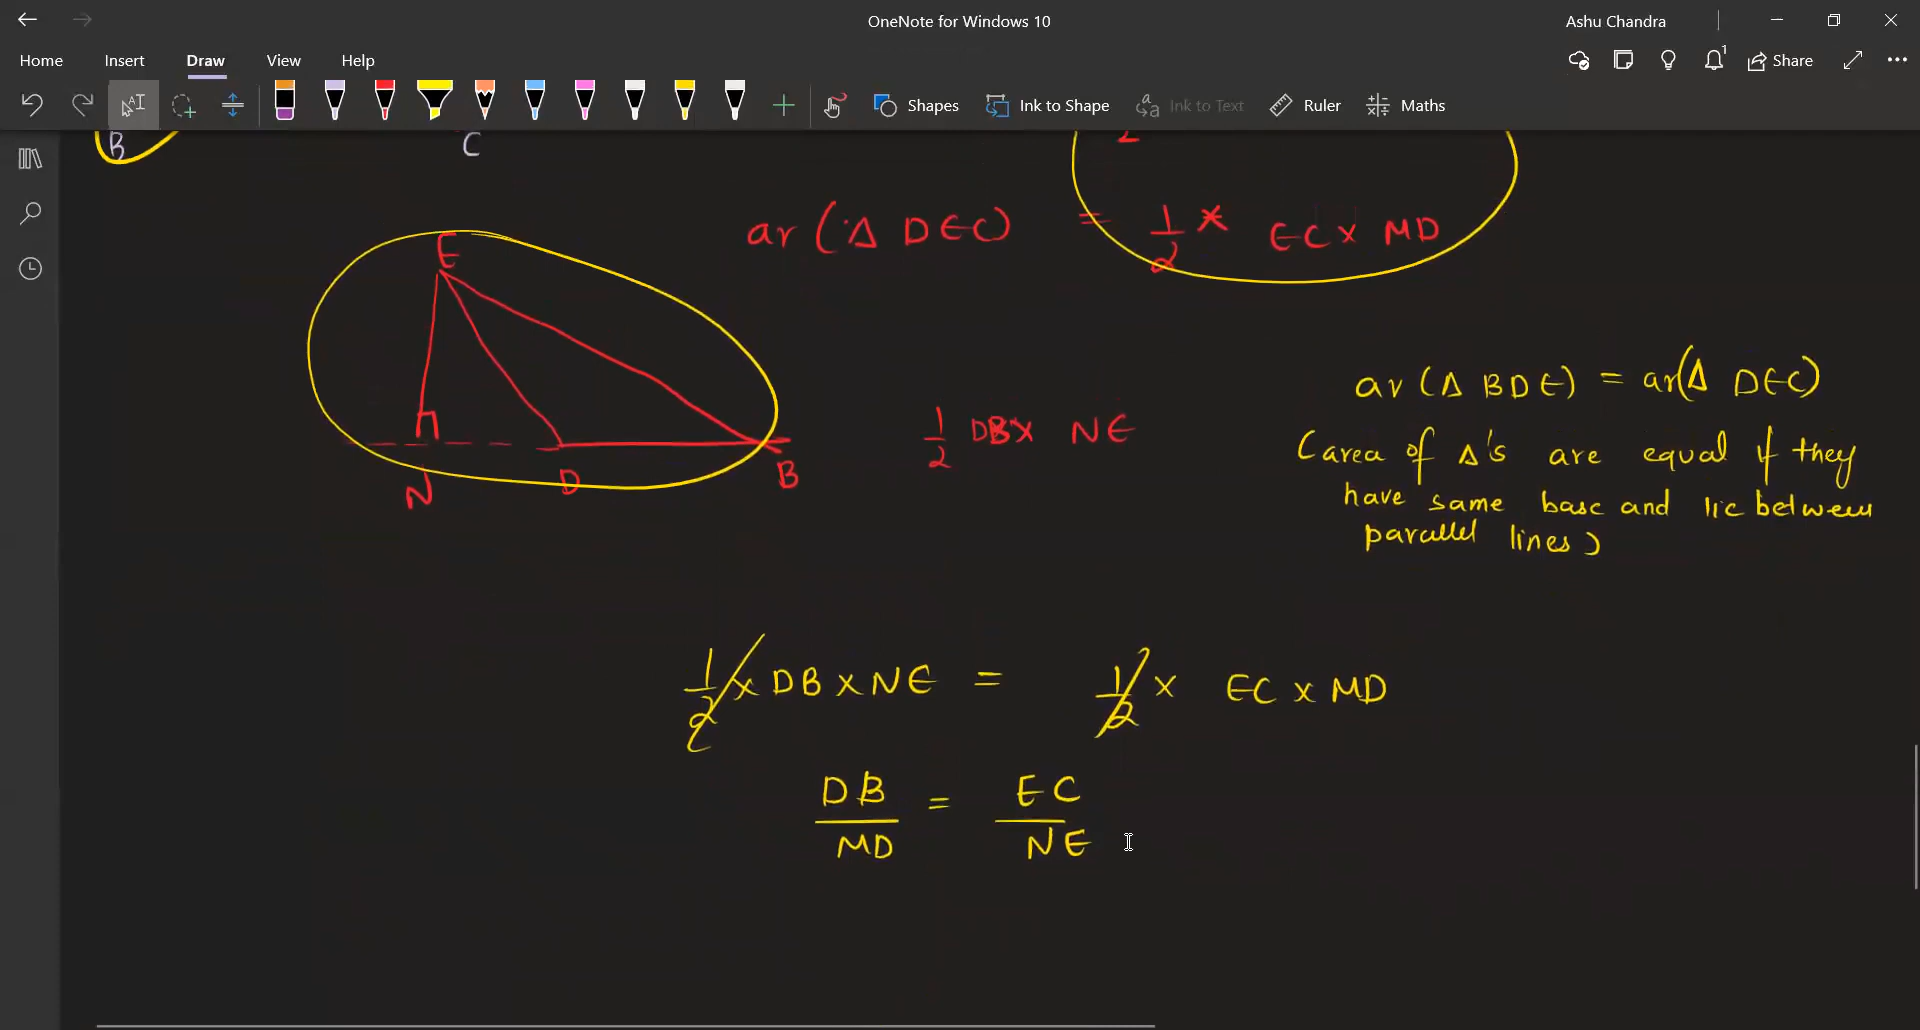 OneNote for Windows 10
Ashu Chandra
Home Insert Draw View Help
1
Share
Shapes Ink to Shape Ink to Text Ruler Maths
B
C
2
ar (Δ DEC) = 1/2 * EC x MD
E
N
D
B
1/2 DB x NE
ar (Δ BDE) = ar(Δ DEC)
(area of Δ's are equal if they
have same base and lie between
parallel lines)
1/2 x DB x NE = 1/2 x EC x MD
DB/MD = EC/NE